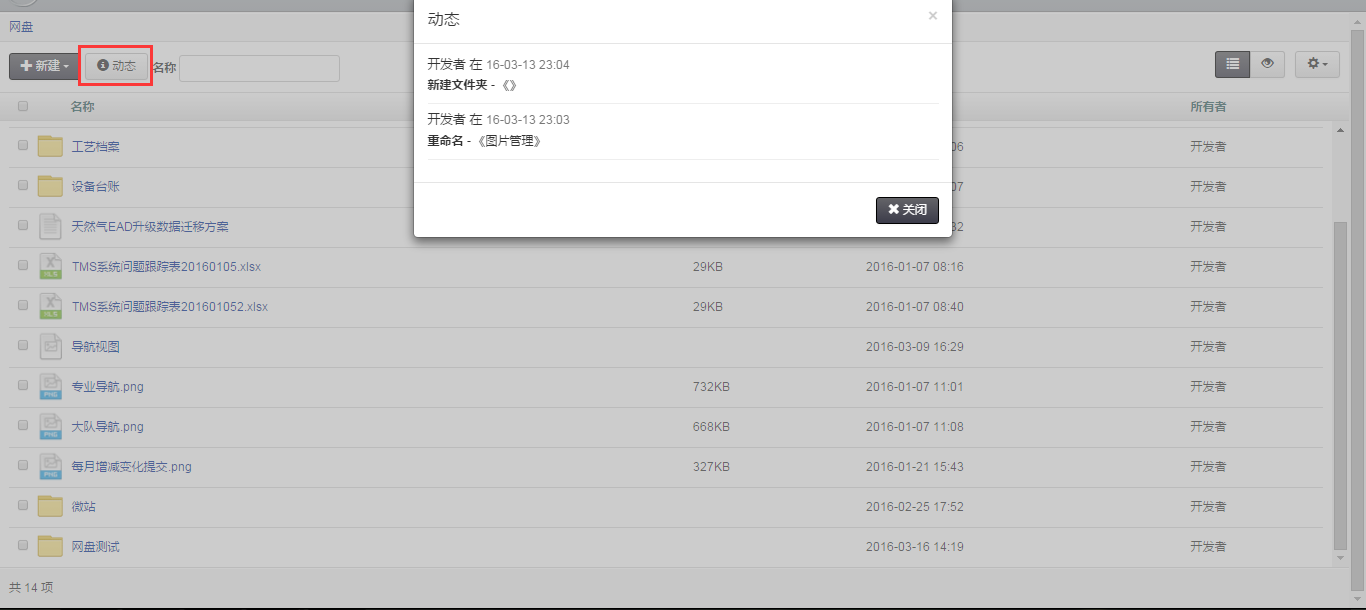 动态 ×
网盘
开发者 在 16-03-13 23:04
新建文件夹 - 《》
开发者 在 16-03-13 23:03
重命名 - 《图片管理》
关闭
新建 动态 名称
名称 所有者
工艺档案 06 开发者
设备台账 07 开发者
天然气EAD升级数据迁移方案 32 开发者
TMS系统问题跟踪表20160105.xlsx 29KB 2016-01-07 08:16 开发者
TMS系统问题跟踪表201601052.xlsx 29KB 2016-01-07 08:40 开发者
导航视图 2016-03-09 16:29 开发者
专业导航.png 732KB 2016-01-07 11:01 开发者
大队导航.png 668KB 2016-01-07 11:08 开发者
每月增减变化提交.png 327KB 2016-01-21 15:43 开发者
微站 2016-02-25 17:52 开发者
网盘测试 2016-03-16 14:19 开发者
共 14 项